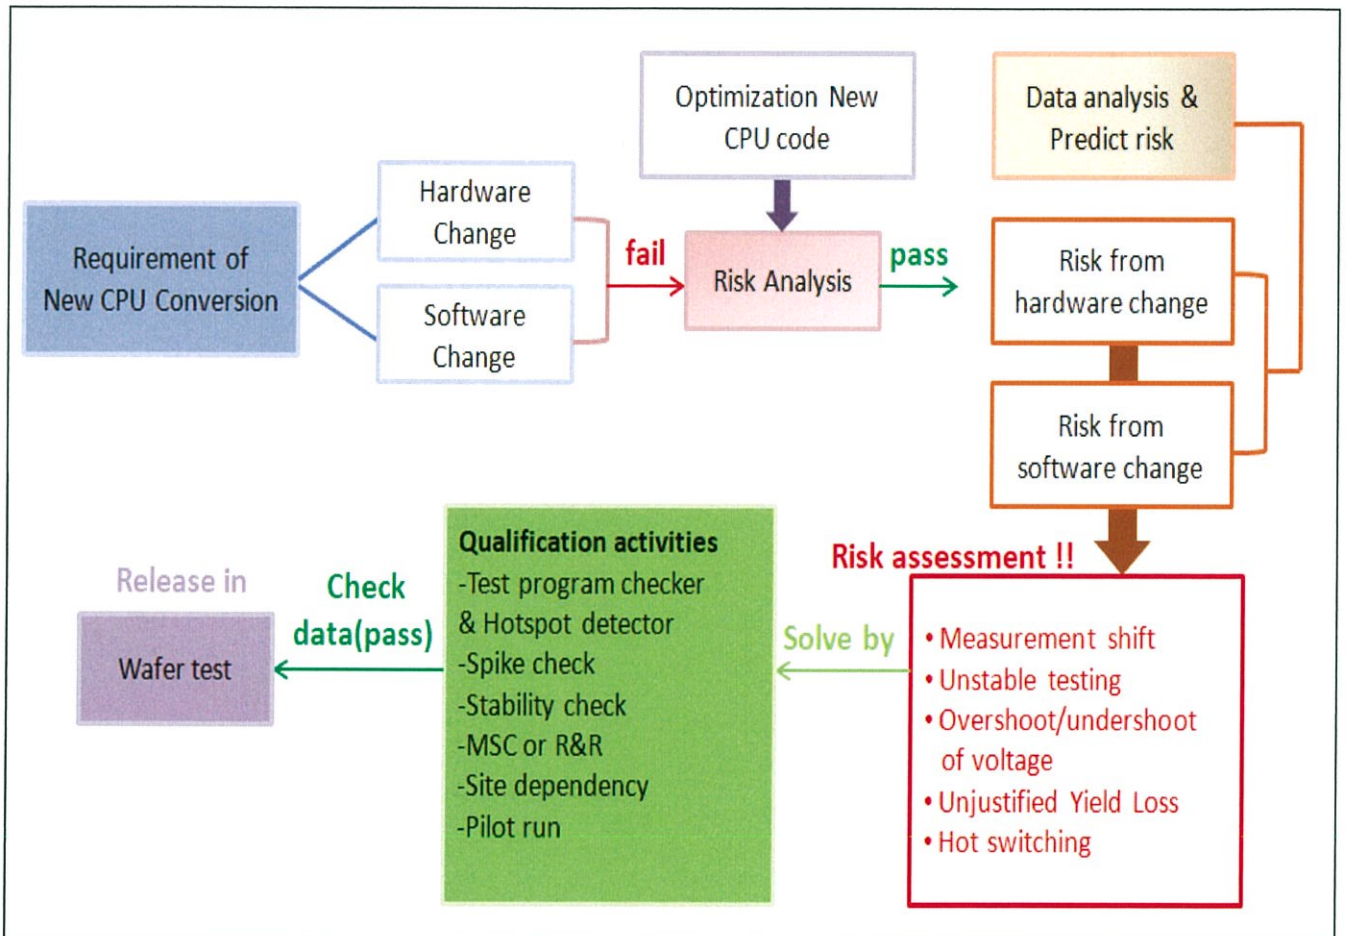 Optimization New
CPU code
Data analysis &
Predict risk
Requirement of
New CPU Conversion
Hardware
Change
Software
Change
fail
Risk Analysis
pass
Risk from
hardware change
Risk from
software change
Risk assessment !!
• Measurement shift
• Unstable testing
• Overshoot/undershoot
of voltage
• Unjustified Yield Loss
• Hot switching
Solve by
Qualification activities
-Test program checker
& Hotspot detector
-Spike check
-Stability check
-MSC or R&R
-Site dependency
-Pilot run
Check
data(pass)
Release in
Wafer test